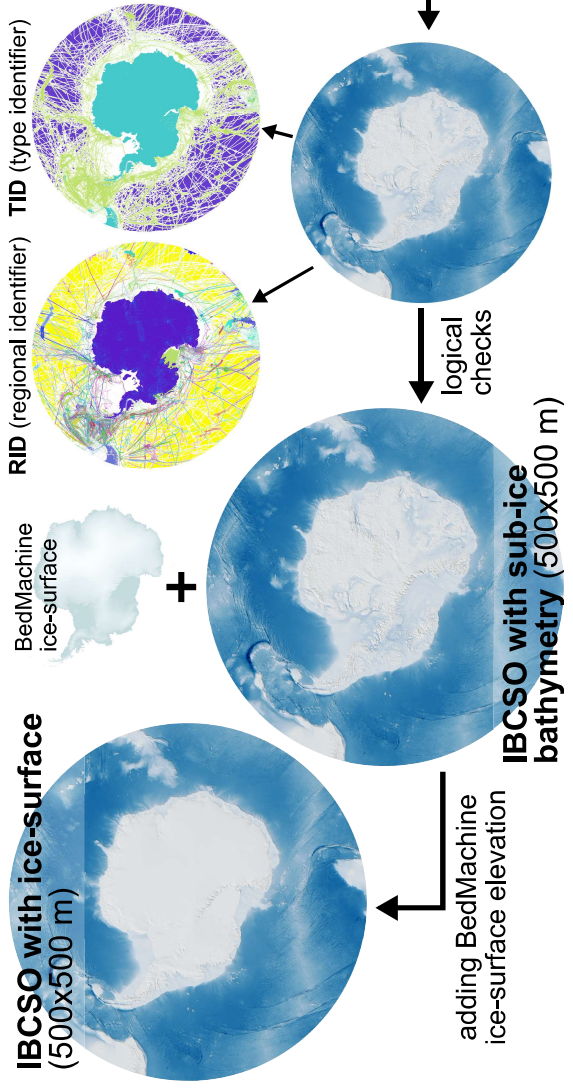 TID (type identifier)
RID (regional identifier)
logical
checks
BedMachine
ice-surface
+
IBCSO with sub-ice
bathymetry (500x500 m)
adding BedMachine
ice-surface elevation
IBCSO with ice-surface
(500x500 m)